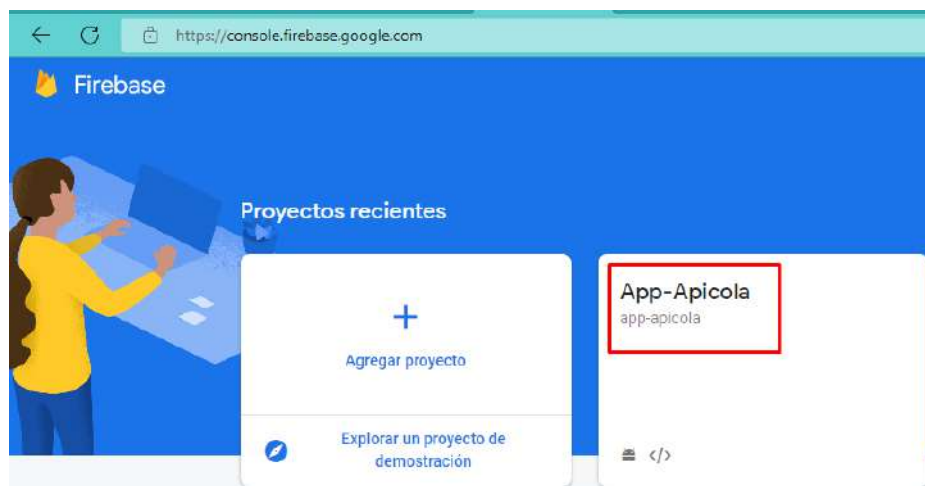 https://console.firebase.google.com
Firebase
Proyectos recientes
Agregar proyecto
Explorar un proyecto de
demostración
App-Apicola
app-apicola
</>